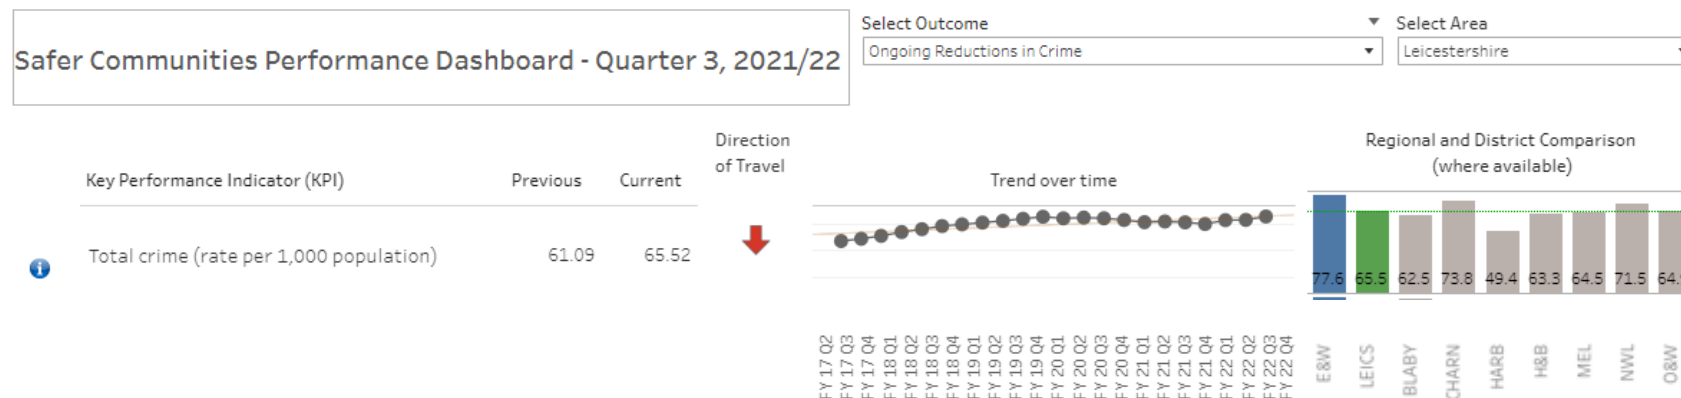 Safer Communities Performance Dashboard - Quarter 3, 2021/22
Select Outcome
Ongoing Reductions in Crime
Select Area
Leicestershire
Key Performance Indicator (KPI)
Previous
Current
Direction
of Travel
Trend over time
Regional and District Comparison
(where available)
Total crime (rate per 1,000 population)
61.09
65.52
77.6
65.5
62.5
73.8
49.4
63.3
64.5
71.5
FY 17 Q2
FY 17 Q3
FY 17 Q4
FY 18 Q1
FY 18 Q2
FY 18 Q3
FY 18 Q4
FY 19 Q1
FY 19 Q2
FY 19 Q3
FY 19 Q4
FY 20 Q1
FY 20 Q2
FY 20 Q3
FY 20 Q4
FY 21 Q1
FY 21 Q2
FY 21 Q3
FY 21 Q4
FY 22 Q1
FY 22 Q2
FY 22 Q3
FY 22 Q4
E&W
LEICS
BLABY
CHARN
HARB
H&B
MEL
NWL
O&W